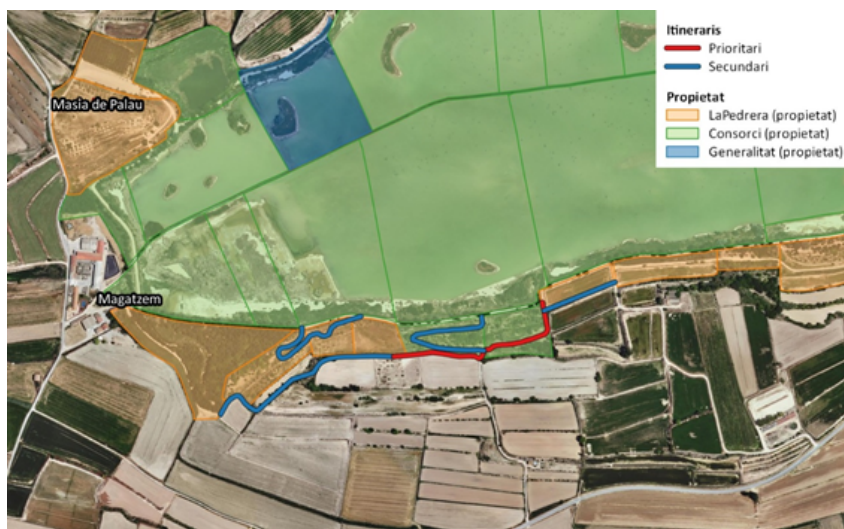 Itineraris
Prioritari
Secundari
Propietat
LaPedrera (propietat)
Consorci (propietat)
Generalitat (propietat)
Masia de Palau
Magatzem